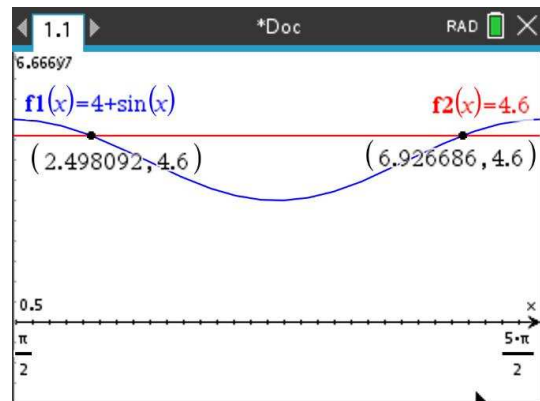 1.1 *Doc RAD
6.666ÿ7
f1(x)=4+sin(x) f2(x)=4.6
(2.498092,4.6) (6.926686,4.6)
0.5 x
π/2 5·π/2